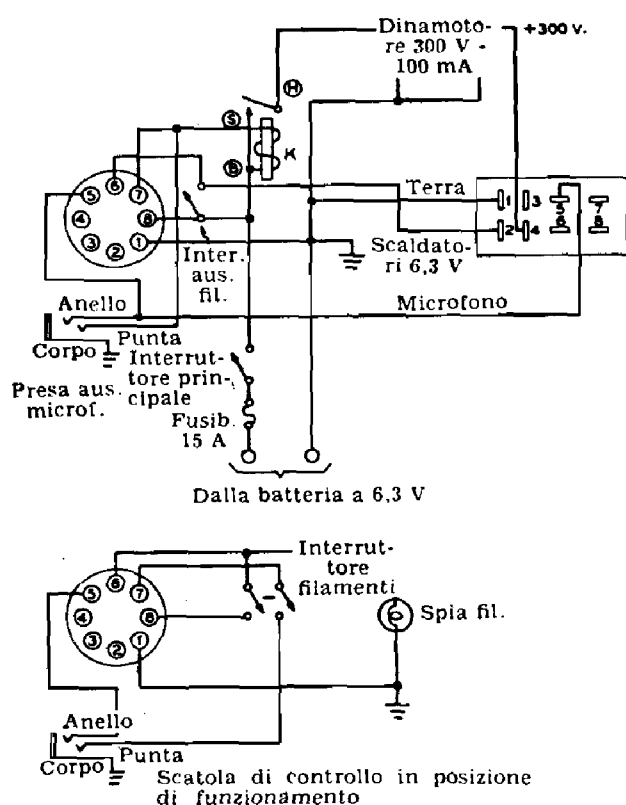 Dinamoto-
re 300 V -
100 mA
+300 v.
H
S
B
K
5 6 7
4 8
3 2 1
Terra
1 3 5 7
2 4 6 8
Inter.
aus.
fil.
Scaldato-
ri 6,3 V
Anello
Microfono
Corpo
Punta
Presa aus.
microf.
Interrut-
tore prin-
cipale
Fusib.
15 A
Dalla batteria a 6,3 V
Interrut-
tore
filamenti
5 6 7
4 8
3 2 1
Spia fil.
Anello
Corpo
Punta
Scatola di controllo in posizione
di funzionamento